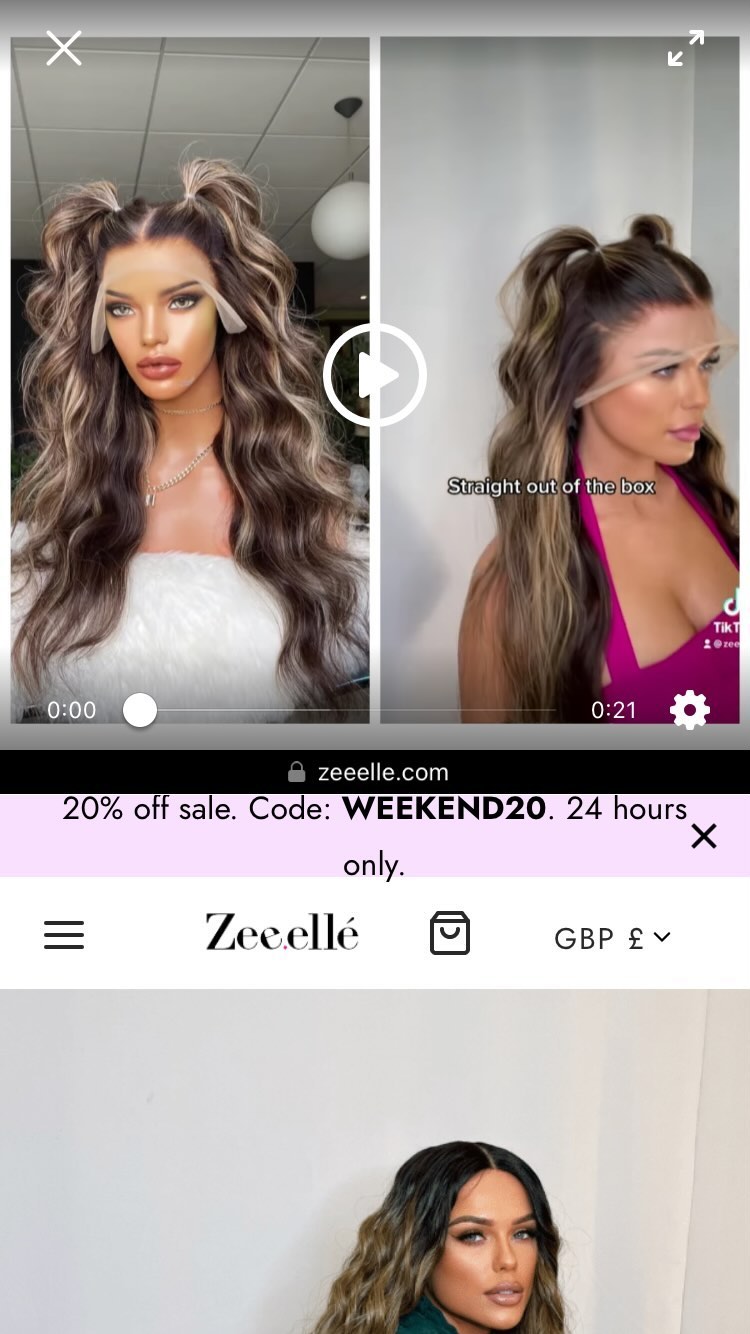 Straight out of the box
TikT
@zee
0:00
0:21
zeeelle.com
20% off sale. Code: WEEKEND20. 24 hours
only.
Zee.ellé
GBP £